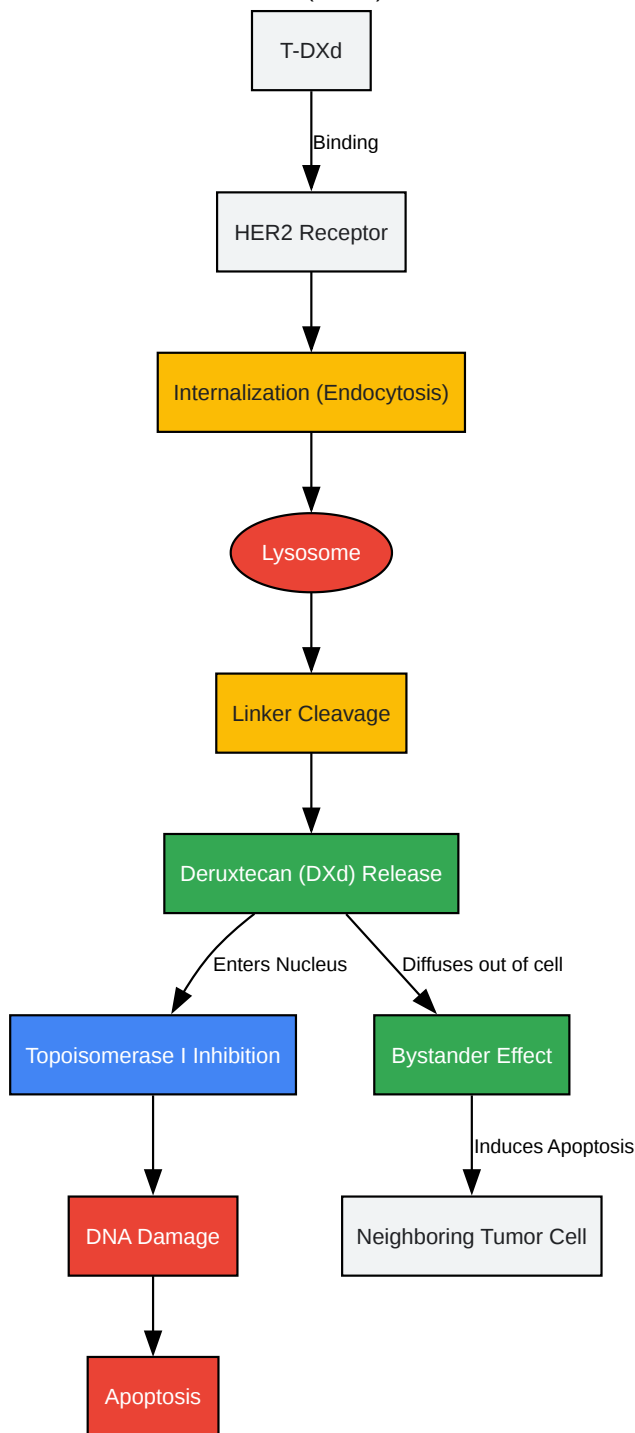 T-DXd
Binding
HER2 Receptor
Internalization (Endocytosis)
Lysosome
Linker Cleavage
Deruxtecan (DXd) Release
Enters Nucleus
Diffuses out of cell
Topoisomerase I Inhibition
Bystander Effect
Induces Apoptosis
DNA Damage
Neighboring Tumor Cell
Apoptosis